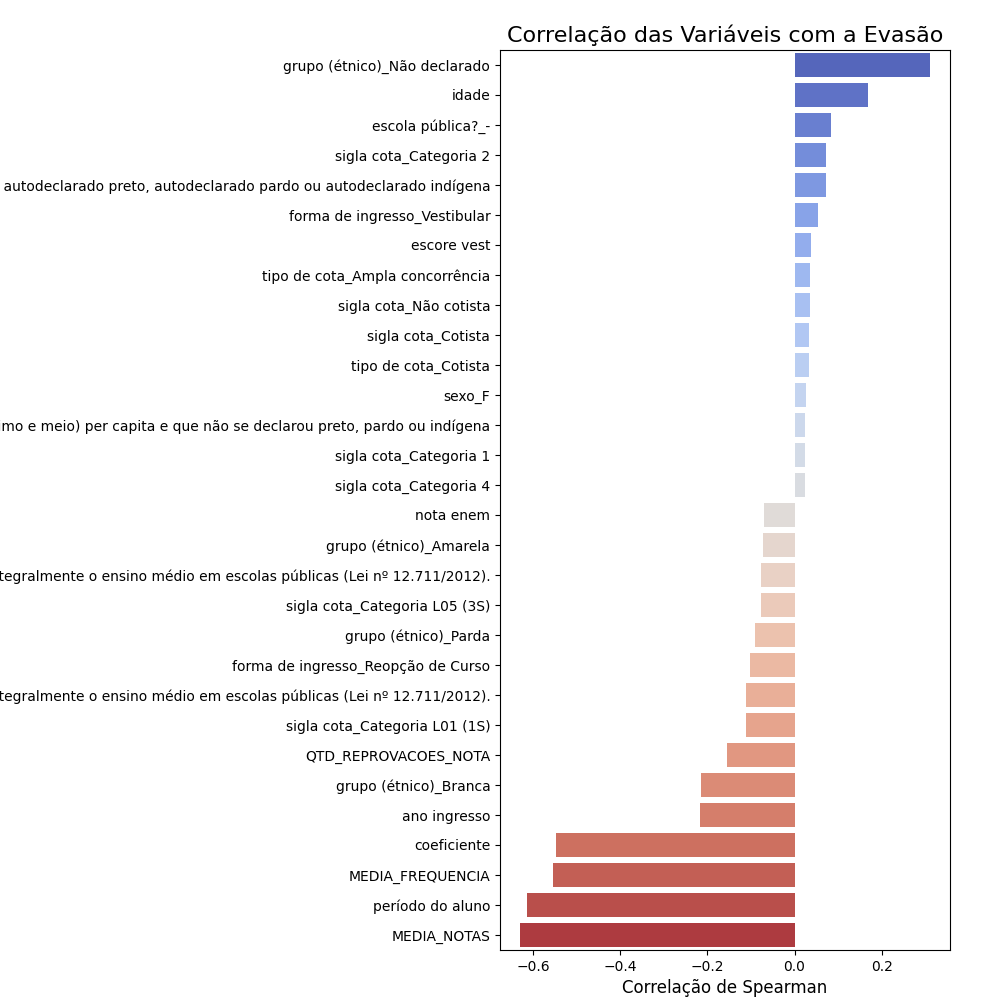 Correlação das Variáveis com a Evasão
grupo (étnico)_Não declarado
idade
escola pública?_-
sigla cota_Categoria 2
autodeclarado preto, autodeclarado pardo ou autodeclarado indígena
forma de ingresso_Vestibular
escore vest
tipo de cota_Ampla concorrência
sigla cota_Não cotista
sigla cota_Cotista
tipo de cota_Cotista
sexo_F
imo e meio) per capita e que não se declarou preto, pardo ou indígena
sigla cota_Categoria 1
sigla cota_Categoria 4
nota enem
grupo (étnico)_Amarela
tegralmente o ensino médio em escolas públicas (Lei nº 12.711/2012).
sigla cota_Categoria L05 (3S)
grupo (étnico)_Parda
forma de ingresso_Reopção de Curso
tegralmente o ensino médio em escolas públicas (Lei nº 12.711/2012).
sigla cota_Categoria L01 (1S)
QTD_REPROVACOES_NOTA
grupo (étnico)_Branca
ano ingresso
coeficiente
MEDIA_FREQUENCIA
período do aluno
MEDIA_NOTAS
−0.6 −0.4 −0.2 0.0 0.2
Correlação de Spearman